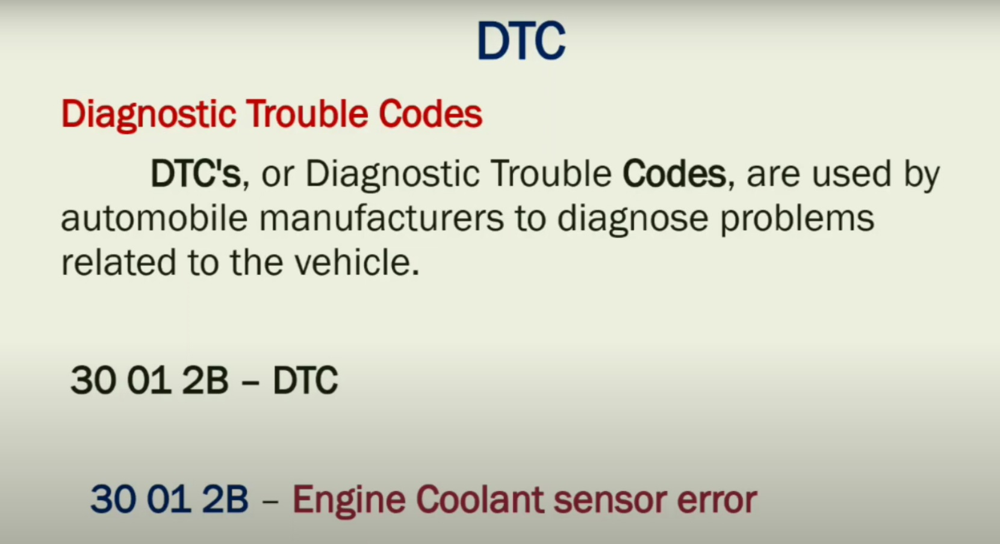 DTC
Diagnostic Trouble Codes
DTC's, or Diagnostic Trouble Codes, are used by
automobile manufacturers to diagnose problems
related to the vehicle.
30 01 2B – DTC
30 01 2B – Engine Coolant sensor error